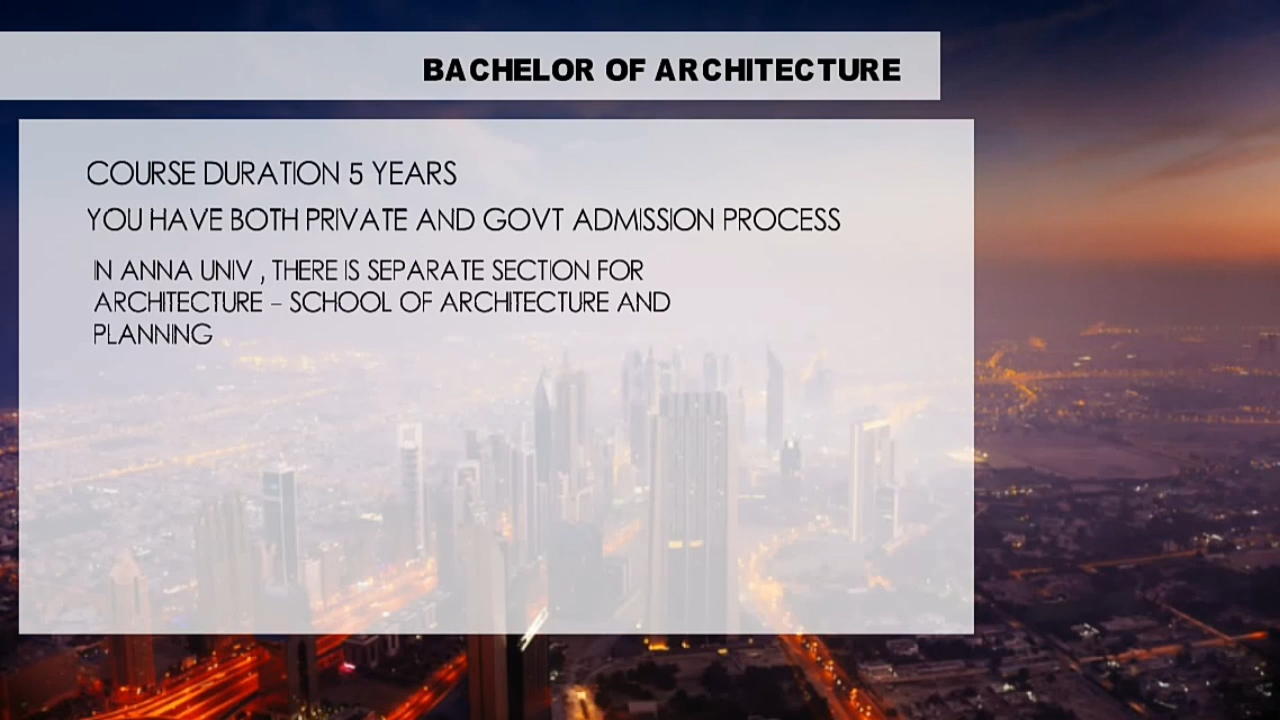 BACHELOR OF ARCHITECTURE
COURSE DURATION 5 YEARS
YOU HAVE BOTH PRIVATE AND GOVT ADMISSION PROCESS
IN ANNA UNIV , THERE IS SEPARATE SECTION FOR
ARCHITECTURE – SCHOOL OF ARCHITECTURE AND
PLANNING